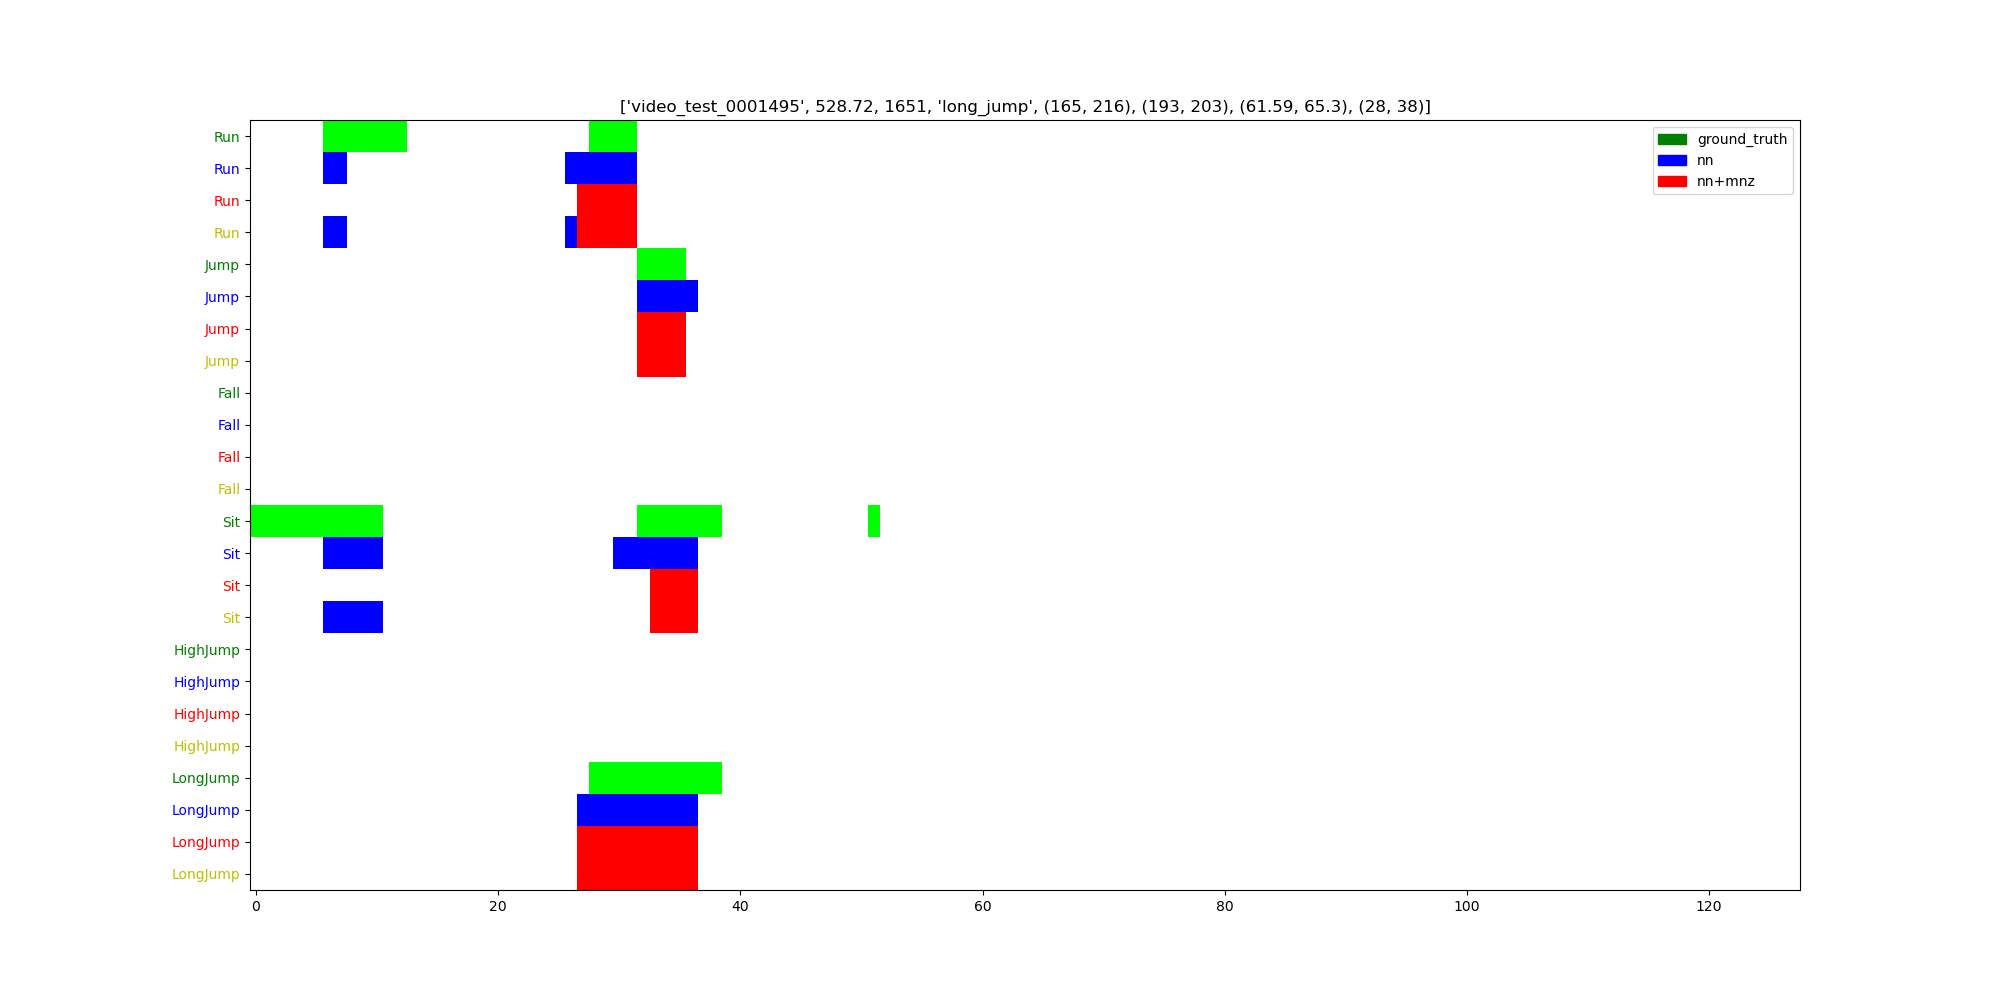 ['video_test_0001495', 528.72, 1651, 'long_jump', (165, 216), (193, 203), (61.59, 65.3), (28, 38)]
ground_truth
nn
nn+mnz
Run
Run
Run
Run
Jump
Jump
Jump
Jump
Fall
Fall
Fall
Fall
Sit
Sit
Sit
Sit
HighJump
HighJump
HighJump
HighJump
LongJump
LongJump
LongJump
LongJump
0 20 40 60 80 100 120